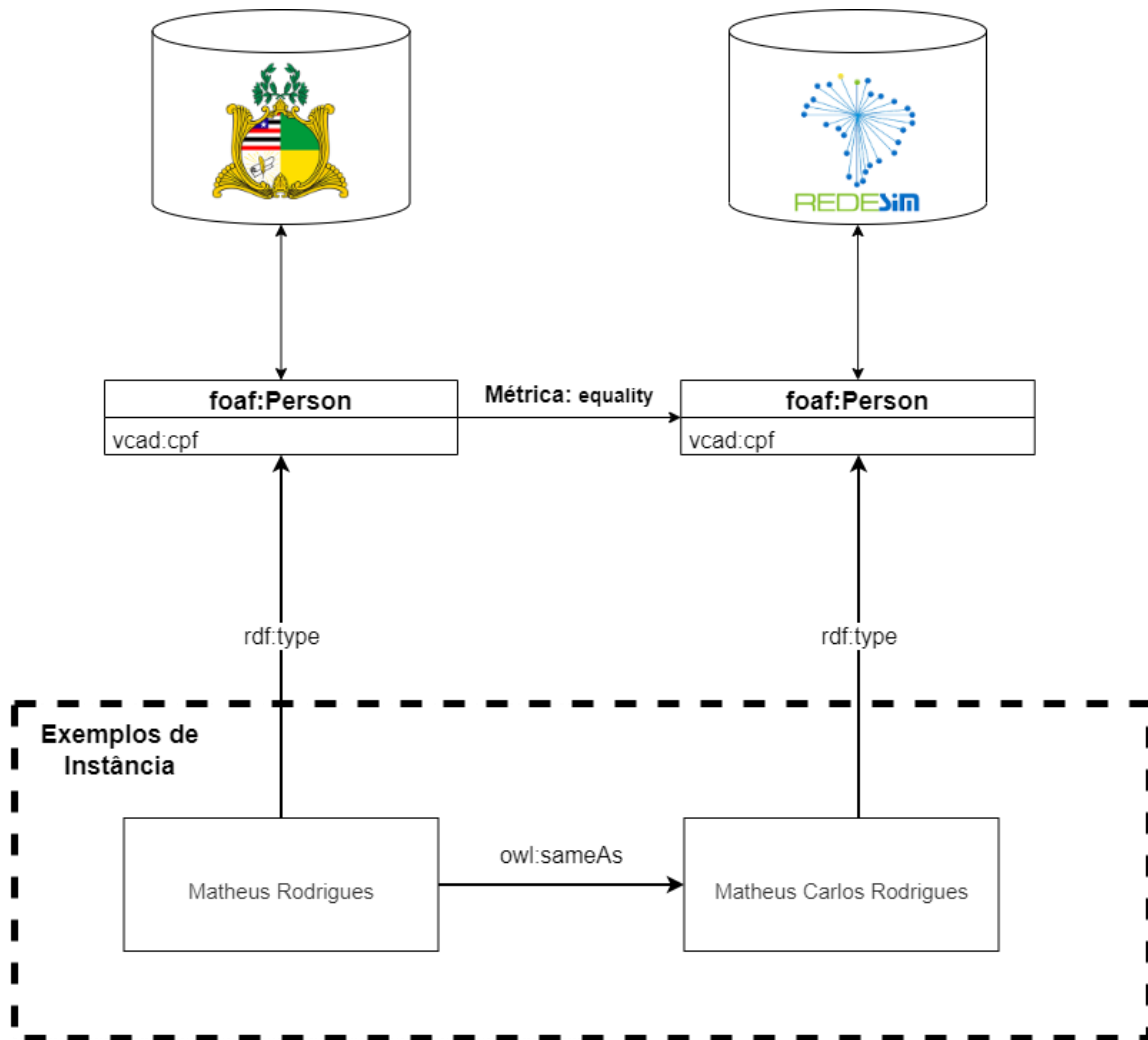 REDESiM
foaf:Person
Métrica: equality
foaf:Person
vcad:cpf
vcad:cpf
rdf:type
rdf:type
Exemplos de
Instância
owl:sameAs
Matheus Rodrigues
Matheus Carlos Rodrigues